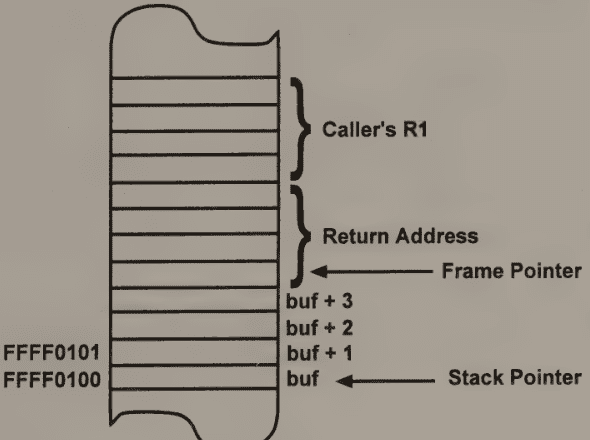 Caller's R1
Return Address
Frame Pointer
buf + 3
buf + 2
FFFF0101 buf + 1
FFFF0100 buf Stack Pointer